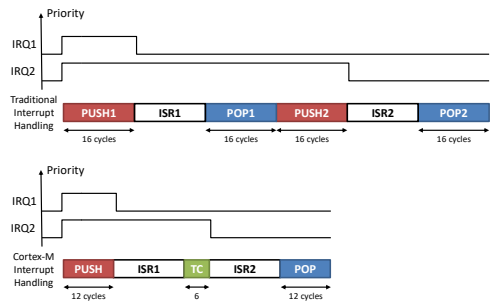 Priority
IRQ1
IRQ2
Traditional
Interrupt
Handling
PUSH1 ISR1 POP1 PUSH2 ISR2 POP2
16 cycles 16 cycles 16 cycles 16 cycles
Priority
IRQ1
IRQ2
Cortex-M
Interrupt
Handling
PUSH ISR1 TC ISR2 POP
12 cycles 6 12 cycles